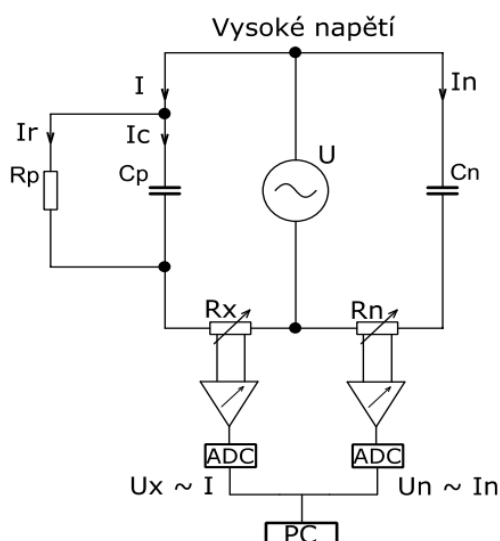 Vysoké napětí
I
In
Ir
Ic
U
Rp
Cp
Cn
Rx
Rn
ADC
ADC
Ux ~ I
Un ~ In
PC